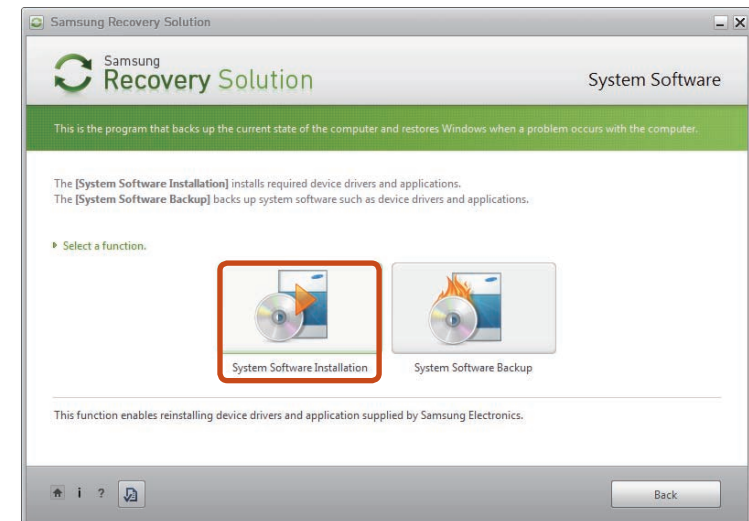 Samsung Recovery Solution
Samsung
Recovery Solution
System Software
This is the program that backs up the current state of the computer and restores Windows when a problem occurs with the computer.
The [System Software Installation] installs required device drivers and applications.
The [System Software Backup] backs up system software such as device drivers and applications.
Select a function.
System Software Installation
System Software Backup
This function enables reinstalling device drivers and application supplied by Samsung Electronics.
i ?
Back